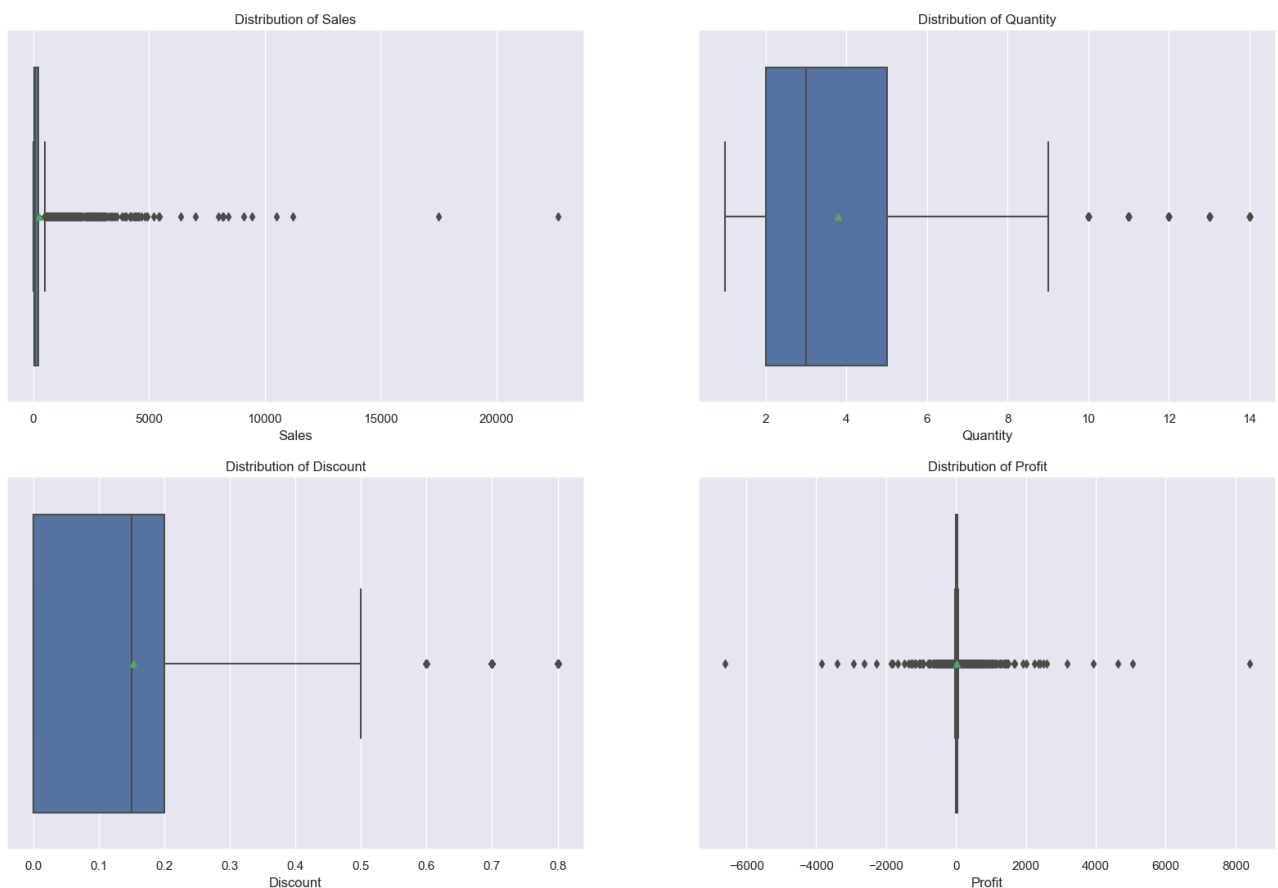 Distribution of Sales
0 5000 10000 15000 20000
Sales
Distribution of Quantity
2 4 6 8 10 12 14
Quantity
Distribution of Discount
0.0 0.1 0.2 0.3 0.4 0.5 0.6 0.7 0.8
Discount
Distribution of Profit
−6000 −4000 −2000 0 2000 4000 6000 8000
Profit